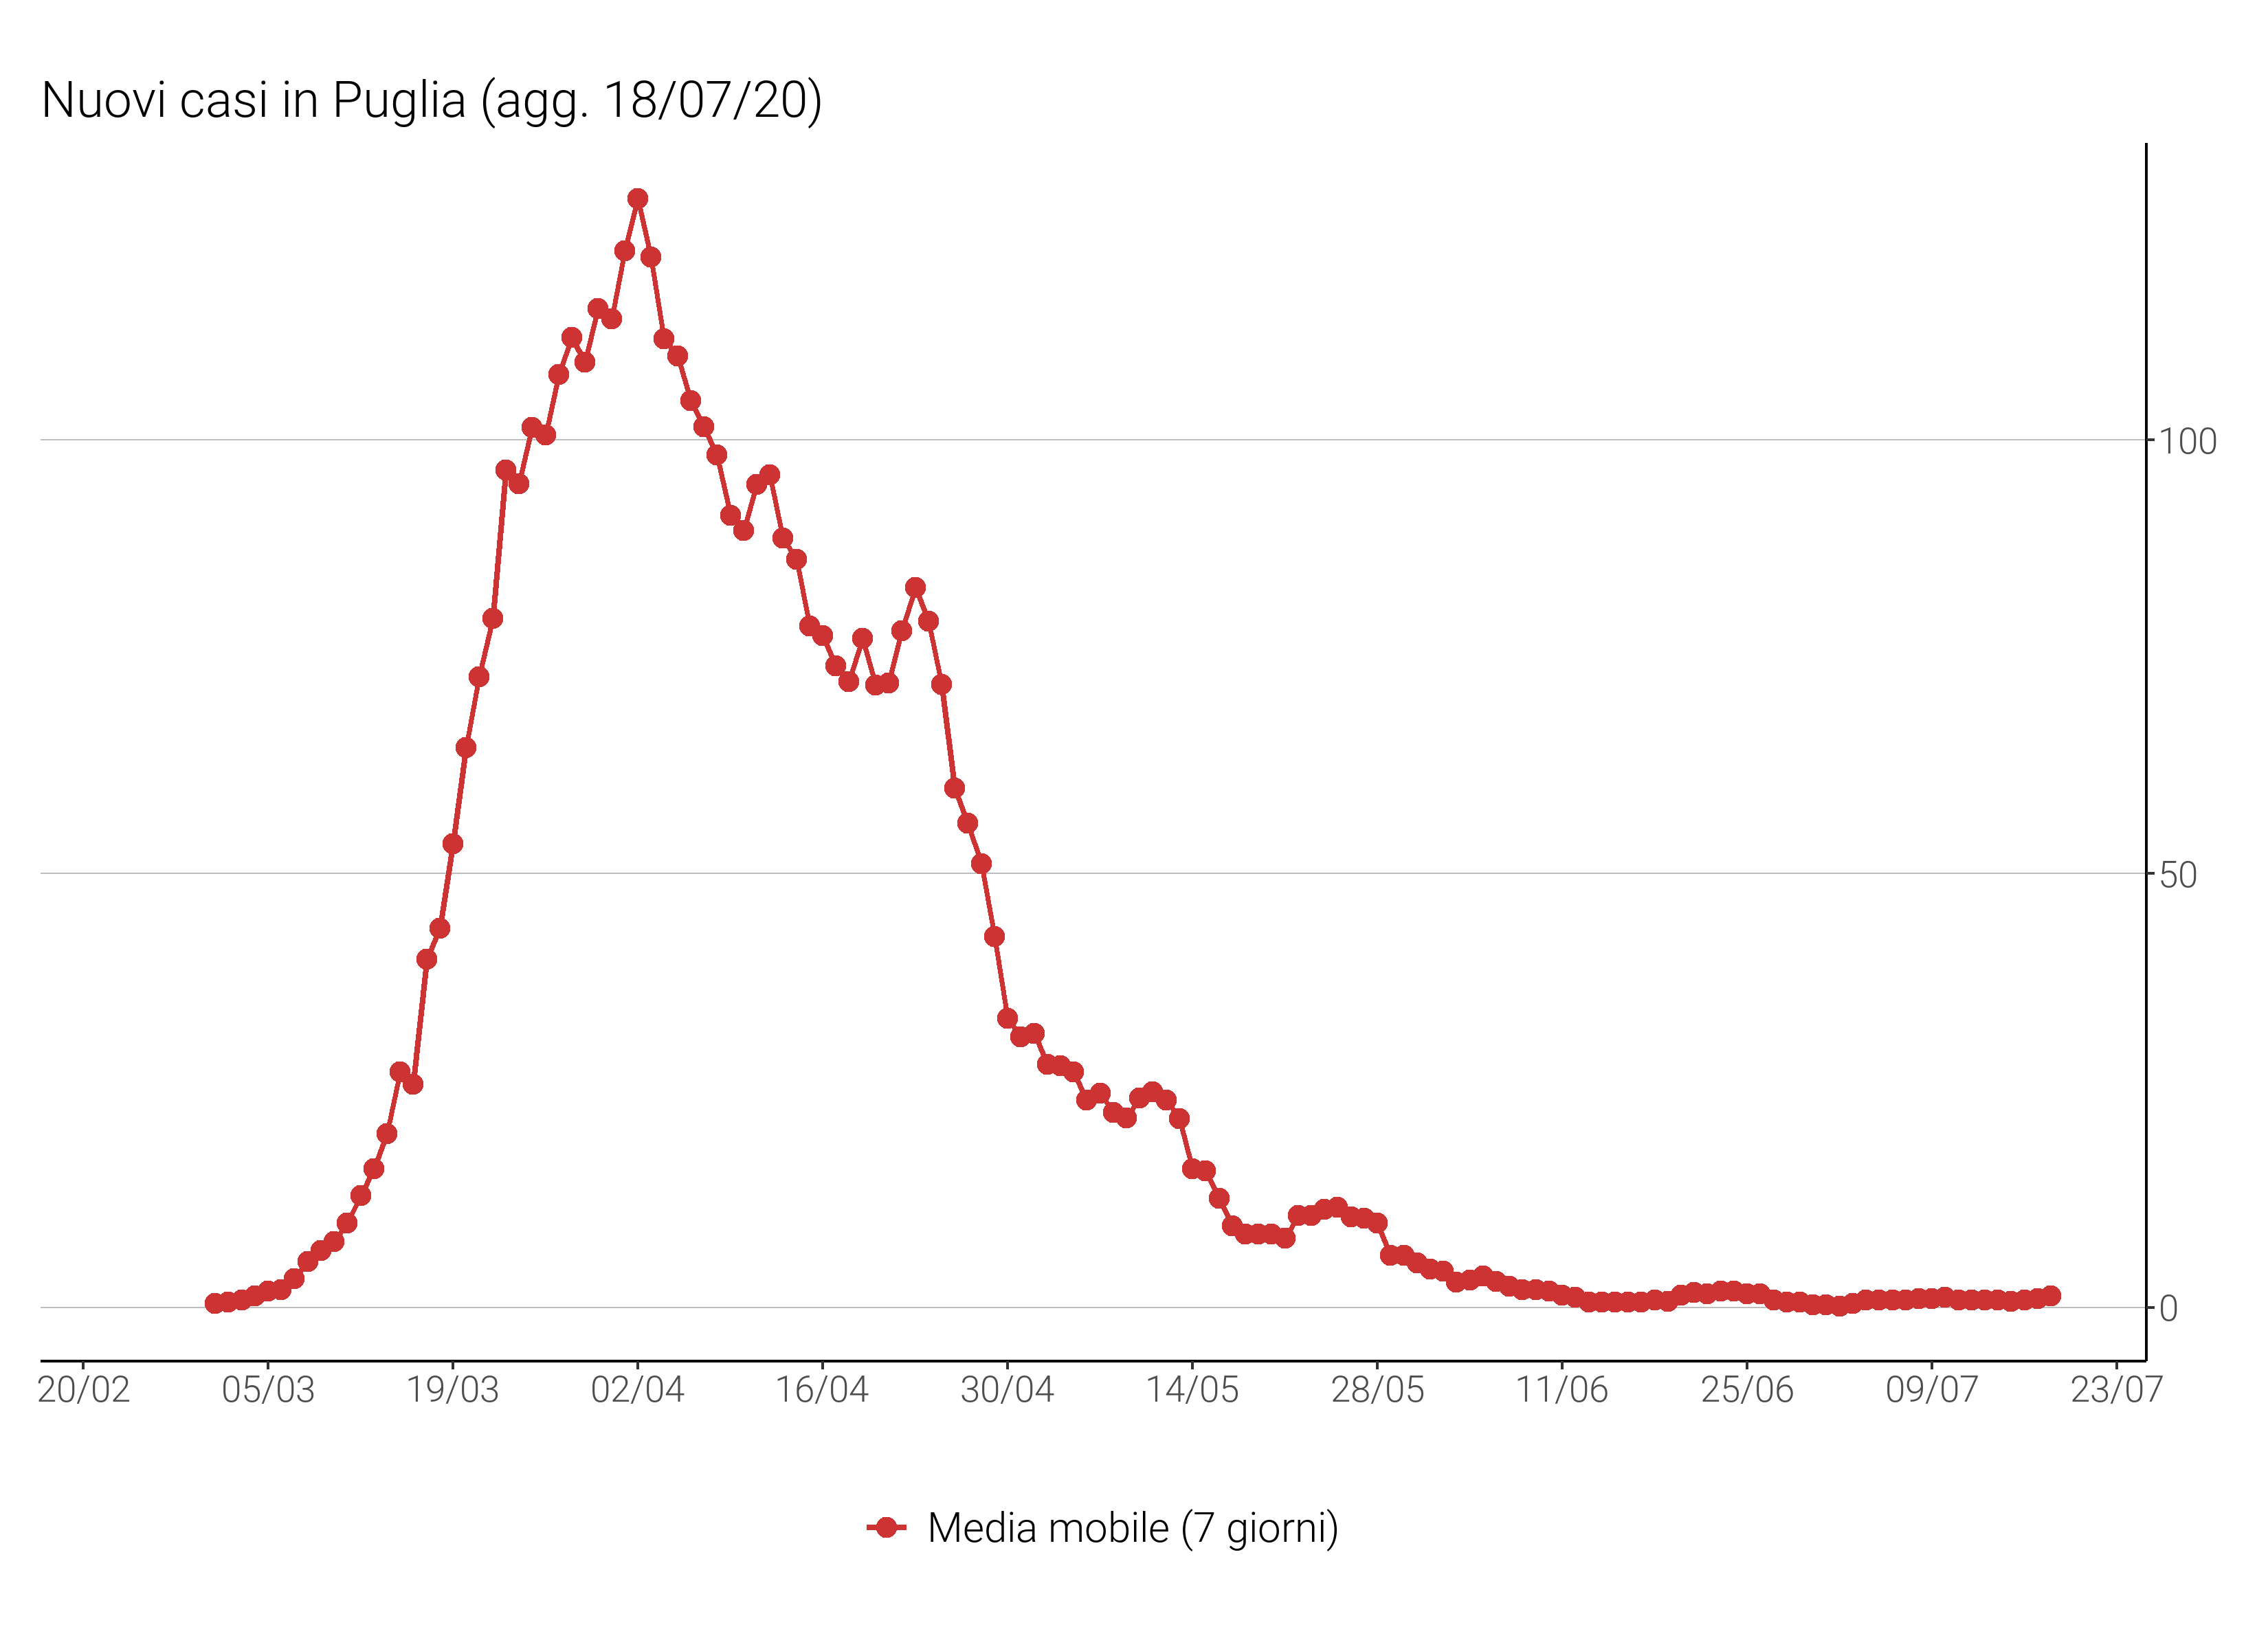 Nuovi casi in Puglia (agg. 18/07/20)
100
50
0
20/02 05/03 19/03 02/04 16/04 30/04 14/05 28/05 11/06 25/06 09/07 23/07
Media mobile (7 giorni)